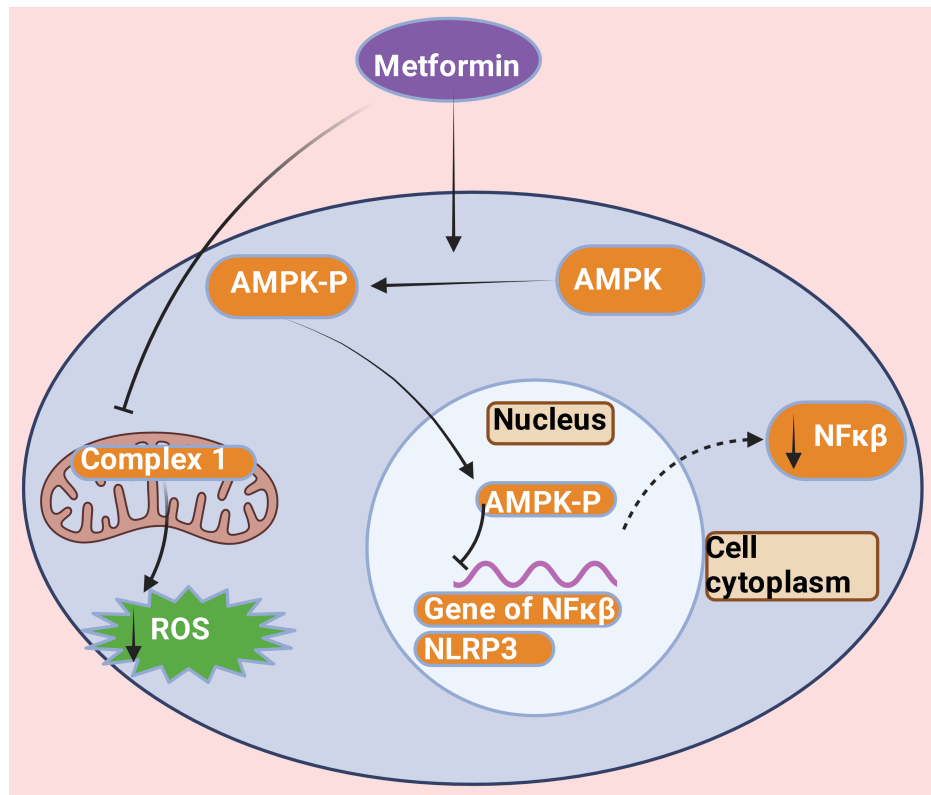 Metformin
AMPK-P
AMPK
Nucleus
NFκβ
Complex 1
AMPK-P
Cell
cytoplasm
Gene of NFκβ
ROS
NLRP3